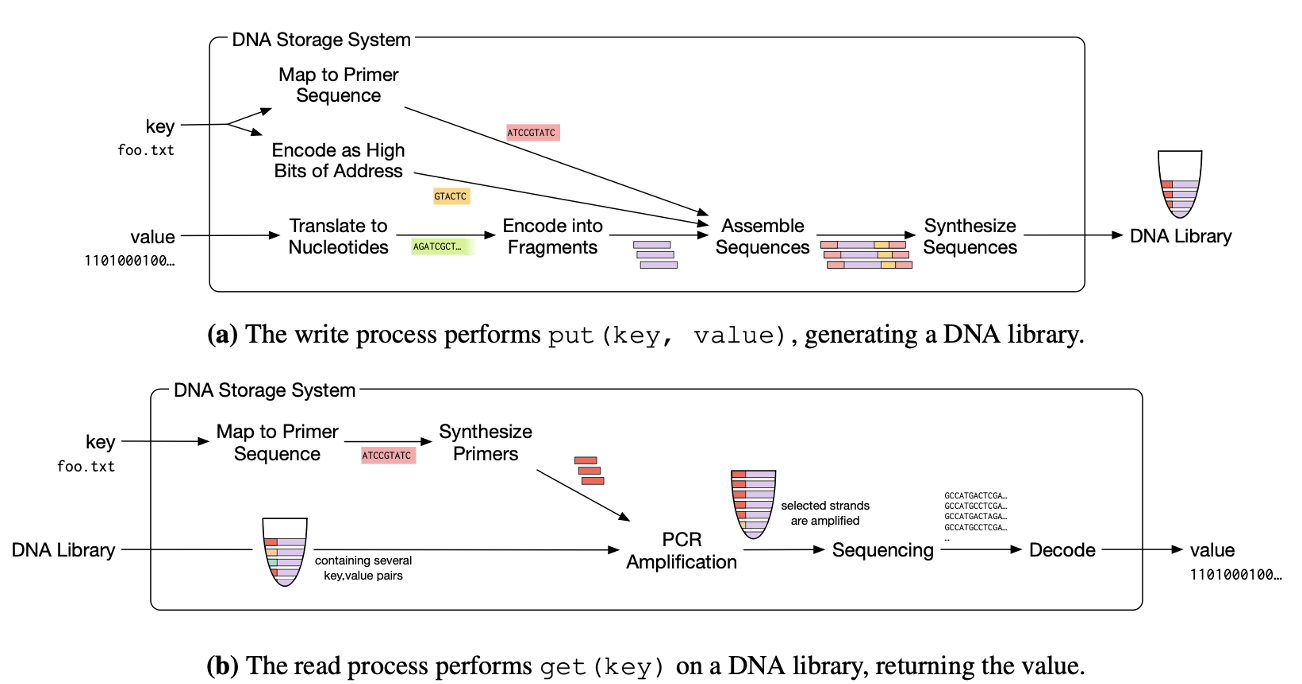 DNA Storage System
Map to Primer
Sequence
ATCCGTATC
key
foo.txt
Encode as High
Bits of Address
GTACTC
value
1101000100…
Translate to
Nucleotides
AGATCGCT…
Encode into
Fragments
Assemble
Sequences
Synthesize
Sequences
DNA Library
(a) The write process performs put(key, value), generating a DNA library.
DNA Storage System
key
foo.txt
Map to Primer
Sequence
ATCCGTATC
Synthesize
Primers
DNA Library
containing several
key,value pairs
PCR
Amplification
selected strands
are amplified
Sequencing
GCCATGACTCGA…
GCCATGCCTCGA…
GCCATGACTAGA…
GCCATGCCTCGA…
..
Decode
value
1101000100…
(b) The read process performs get(key) on a DNA library, returning the value.